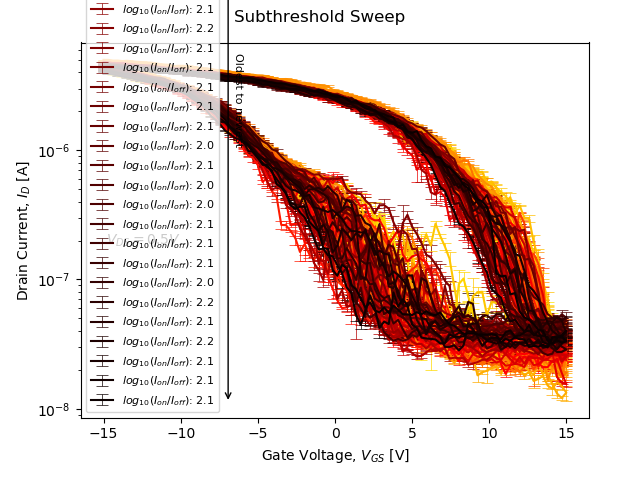 Subthreshold Sweep
log10(Ion/Ioff): 2.1
log10(Ion/Ioff): 2.2
log10(Ion/Ioff): 2.1
log10(Ion/Ioff): 2.1
log10(Ion/Ioff): 2.1
log10(Ion/Ioff): 2.1
log10(Ion/Ioff): 2.1
log10(Ion/Ioff): 2.0
log10(Ion/Ioff): 2.1
log10(Ion/Ioff): 2.0
log10(Ion/Ioff): 2.0
log10(Ion/Ioff): 2.1
log10(Ion/Ioff): 2.1
log10(Ion/Ioff): 2.1
log10(Ion/Ioff): 2.0
log10(Ion/Ioff): 2.2
log10(Ion/Ioff): 2.1
log10(Ion/Ioff): 2.2
log10(Ion/Ioff): 2.1
log10(Ion/Ioff): 2.1
log10(Ion/Ioff): 2.1
to
Drain Current, ID [A]
10⁻⁶
10⁻⁷
10⁻⁸
−15 −10 −5 0 5 10 15
Gate Voltage, VGS [V]